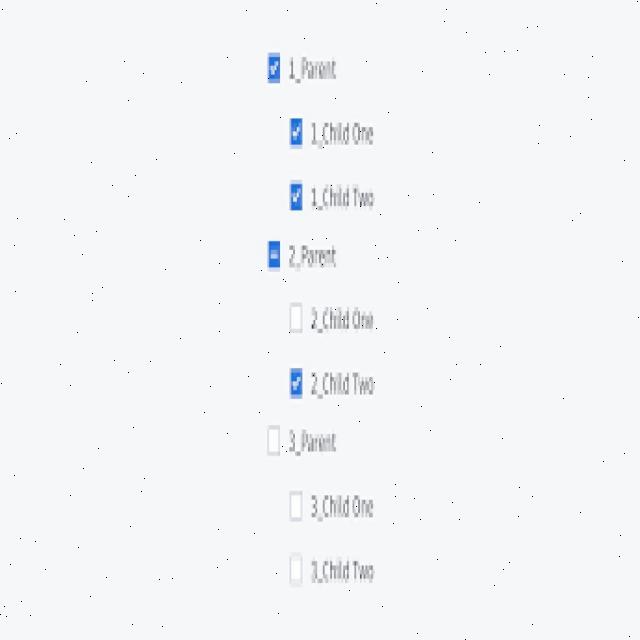 1_Parent
1_Child One
1_Child Two
2_Parent
2_Child One
2_Child Two
3_Parent
3_Child One
3_Child Two